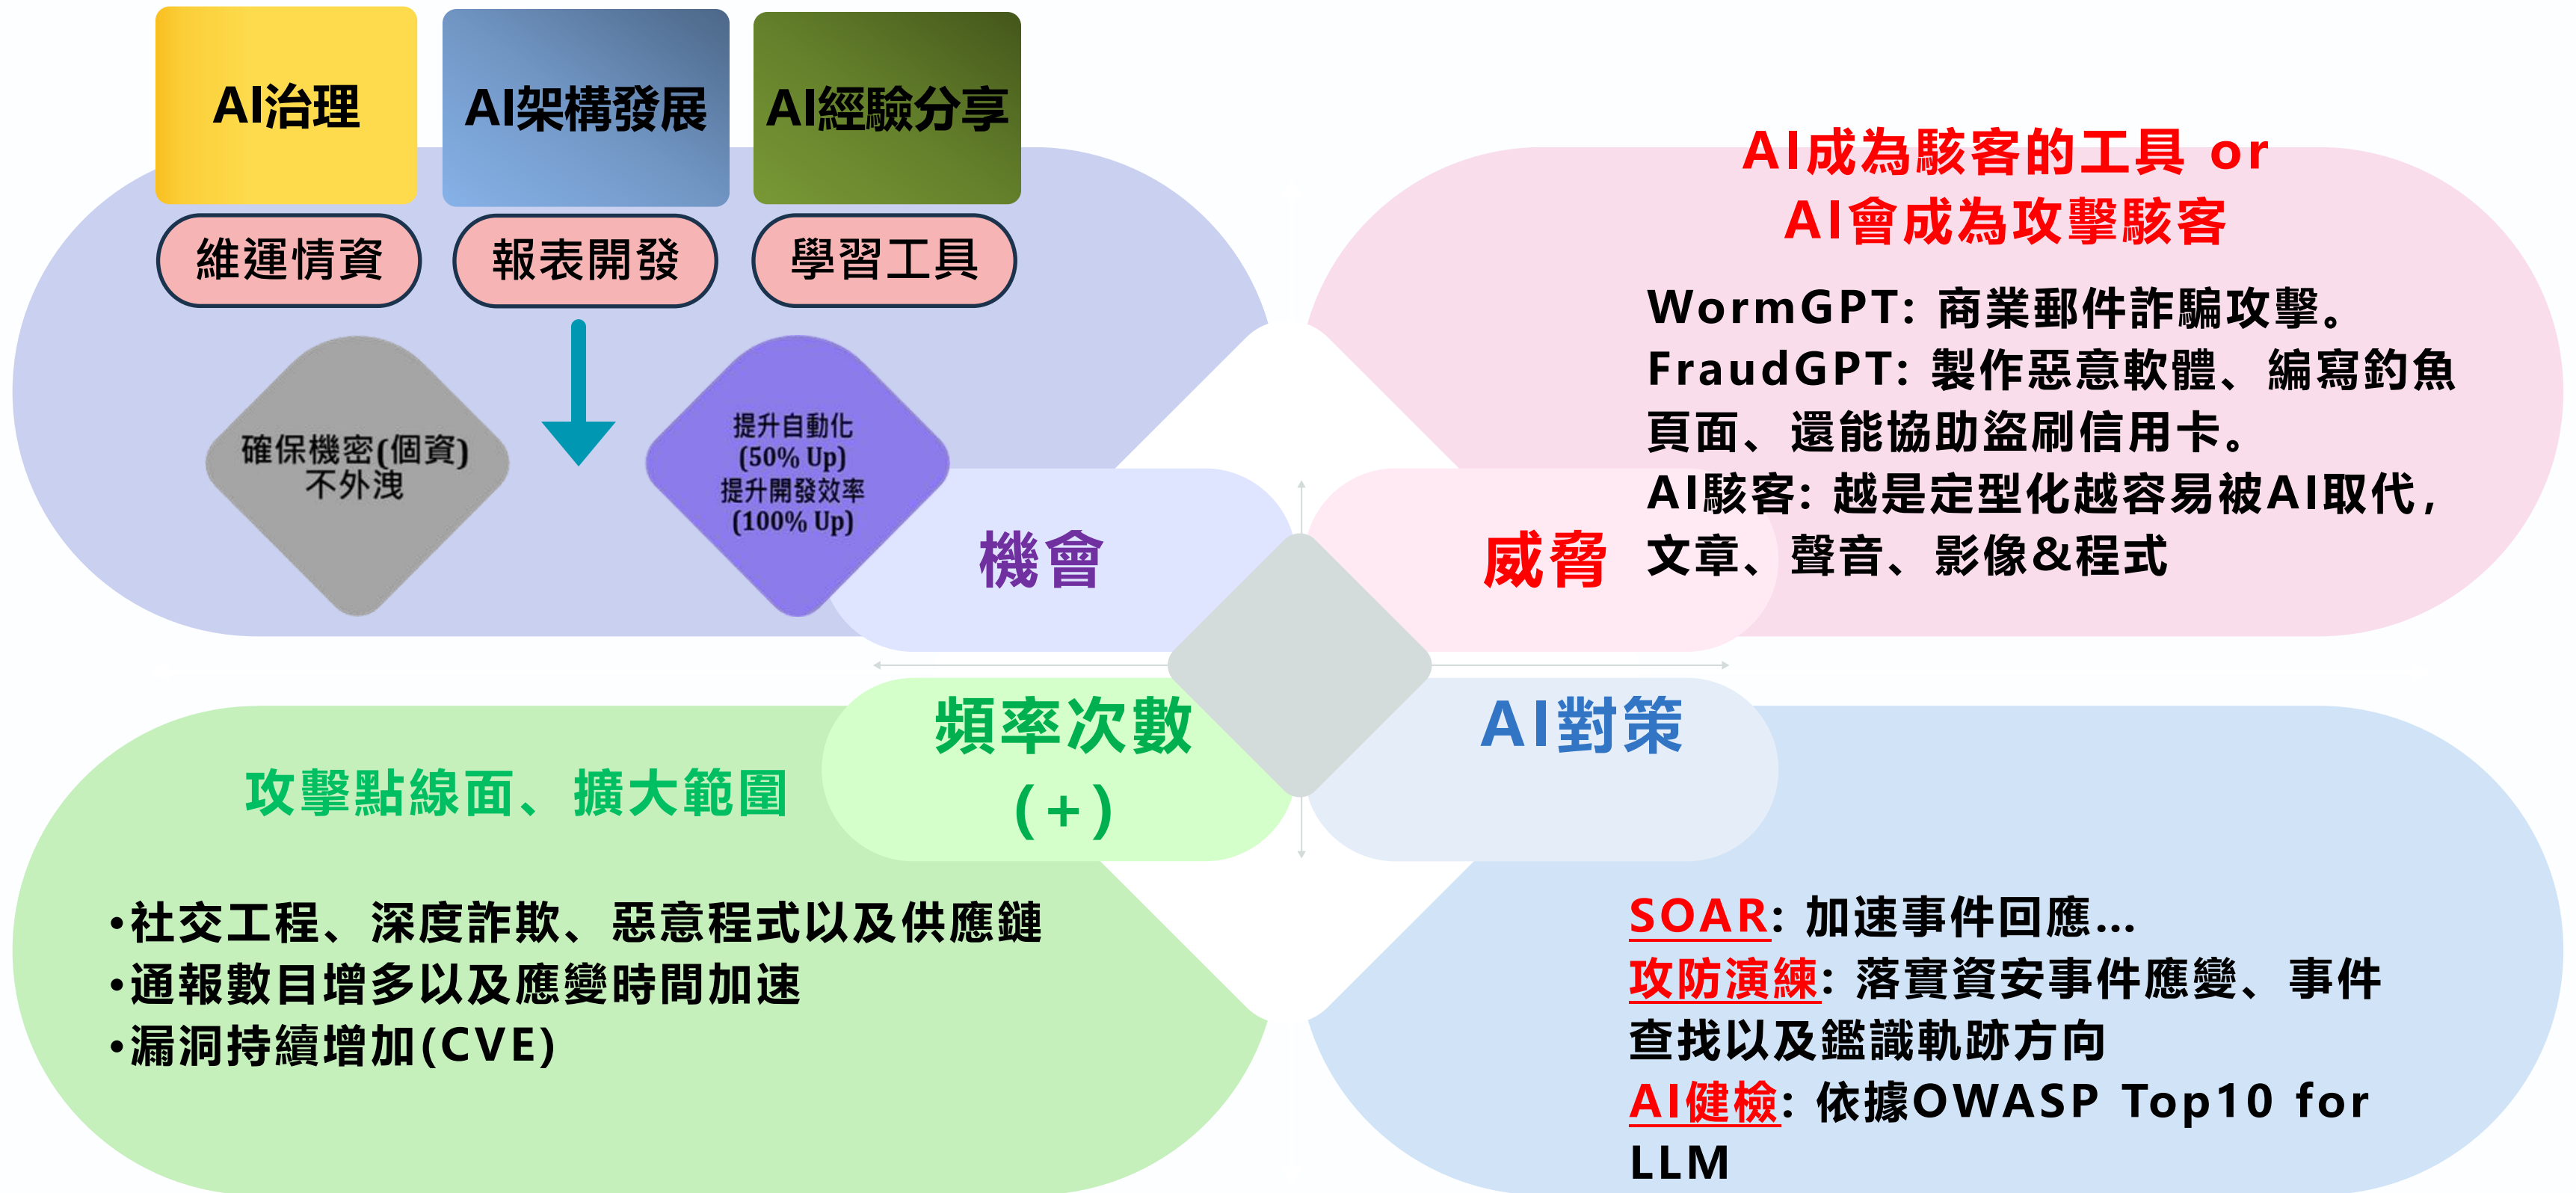 AI治理
AI架構發展
AI經驗分享
維運情資
報表開發
學習工具
確保機密(個資)
不外洩
提升自動化
(50% Up)
提升開發效率
(100% Up)
機會
AI成為駭客的工具 or
AI會成為攻擊駭客
WormGPT: 商業郵件詐騙攻擊。
FraudGPT: 製作惡意軟體、編寫釣魚
頁面、還能協助盜刷信用卡。
AI駭客: 越是定型化越容易被AI取代,
文章、聲音、影像&程式
威脅
頻率次數
(+)
攻擊點線面、擴大範圍
•社交工程、深度詐欺、惡意程式以及供應鏈
•通報數目增多以及應變時間加速
•漏洞持續增加(CVE)
AI對策
SOAR: 加速事件回應...
攻防演練: 落實資安事件應變、事件
查找以及鑑識軌跡方向
AI健檢: 依據OWASP Top10 for
LLM